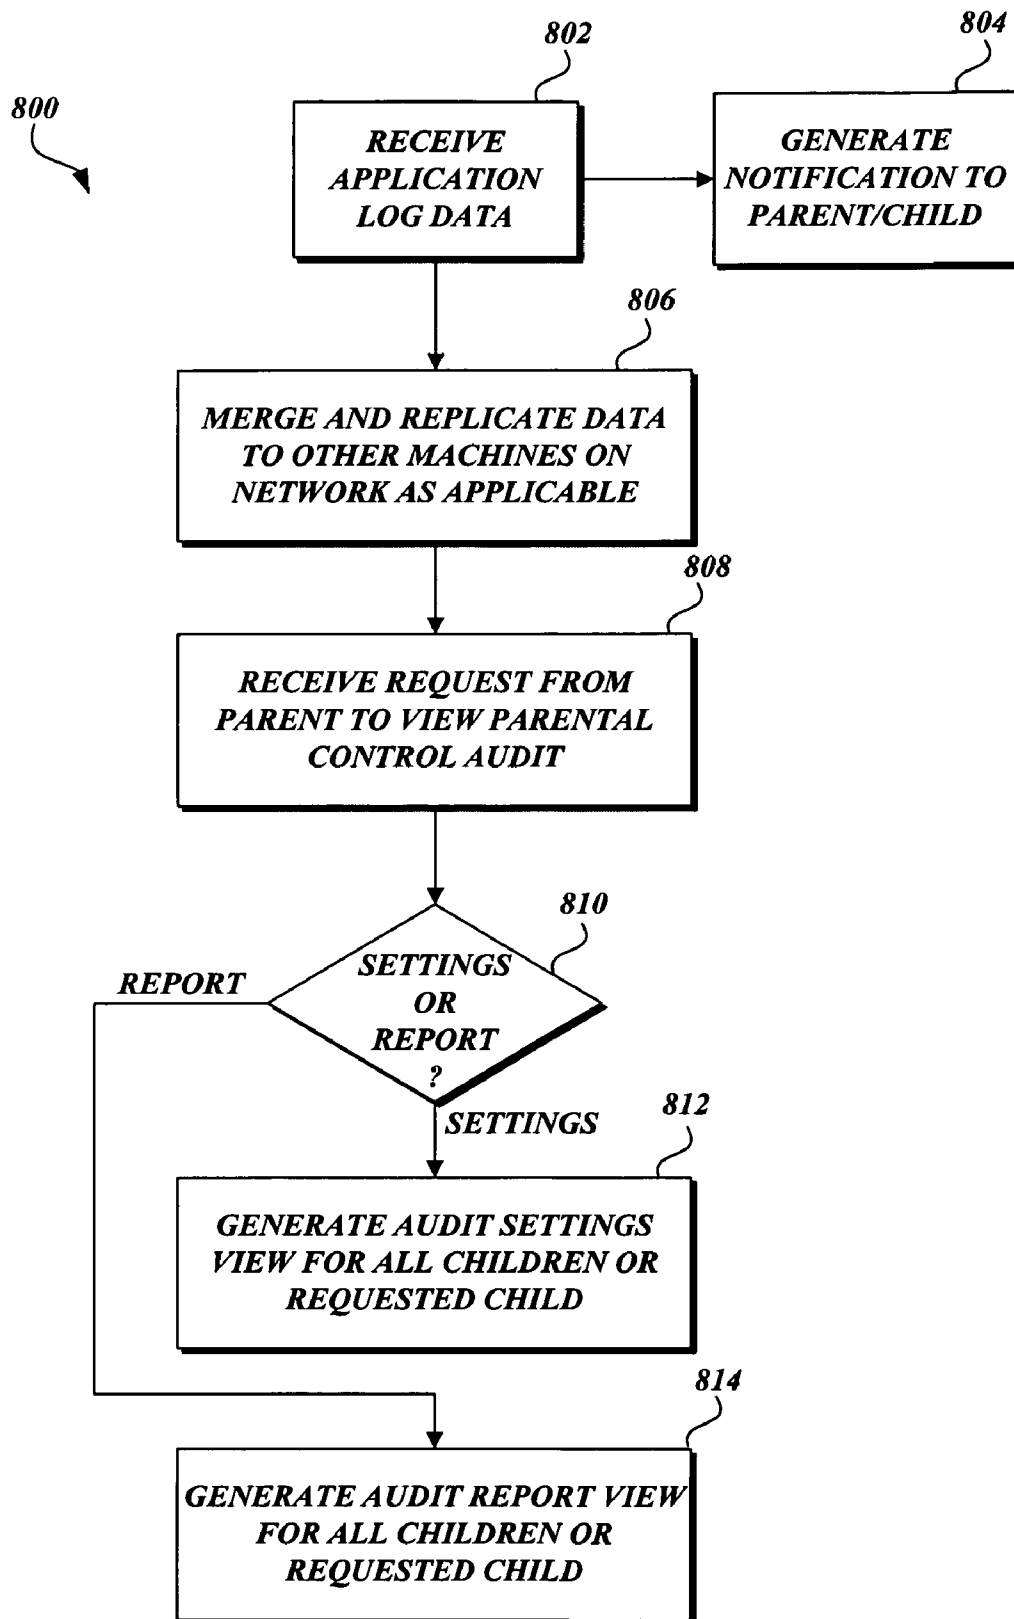 800
802
RECEIVE
APPLICATION
LOG DATA
804
GENERATE
NOTIFICATION TO
PARENT/CHILD
806
MERGE AND REPLICATE DATA
TO OTHER MACHINES ON
NETWORK AS APPLICABLE
808
RECEIVE REQUEST FROM
PARENT TO VIEW PARENTAL
CONTROL AUDIT
810
SETTINGS
OR
REPORT
?
REPORT
SETTINGS
812
GENERATE AUDIT SETTINGS
VIEW FOR ALL CHILDREN OR
REQUESTED CHILD
814
GENERATE AUDIT REPORT VIEW
FOR ALL CHILDREN OR
REQUESTED CHILD